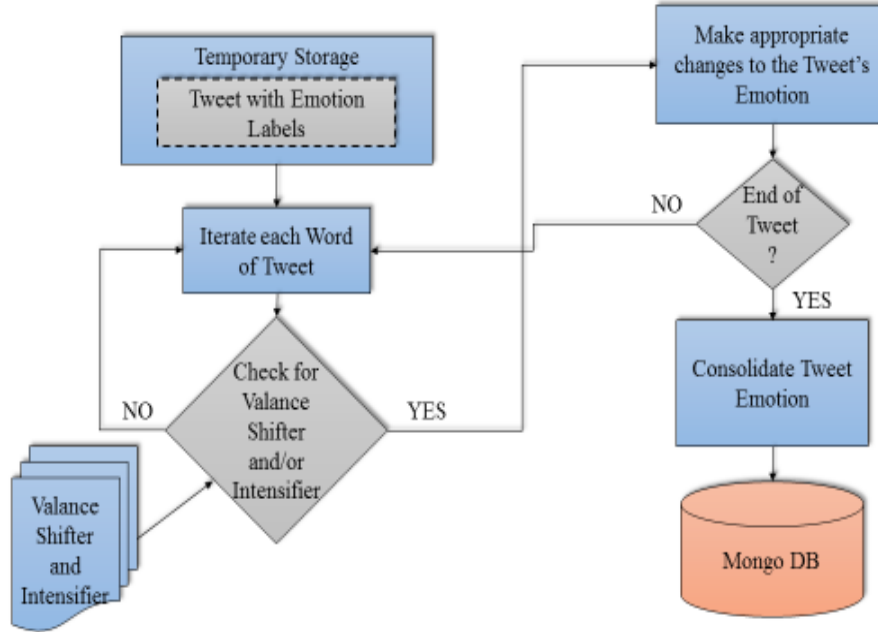 Temporary Storage
Tweet with Emotion
Labels
Iterate each Word
of Tweet
Check for
Valance
Shifter
and/or
Intensifier
NO
YES
Valance
Shifter
and
Intensifier
Make appropriate
changes to the Tweet's
Emotion
End of
Tweet
?
NO
YES
Consolidate Tweet
Emotion
Mongo DB